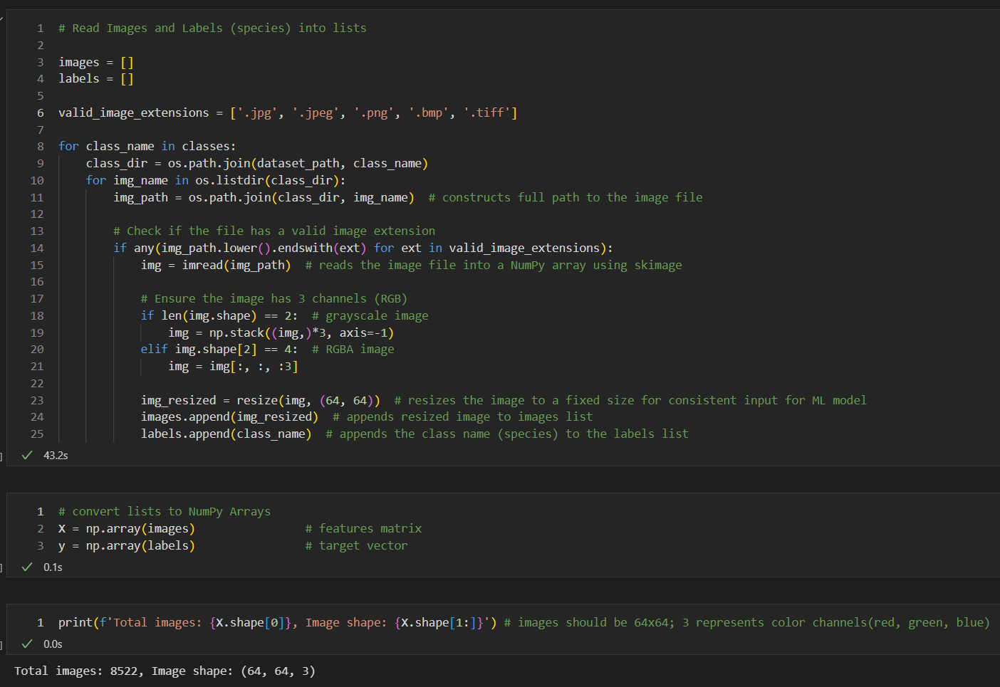 1 # Read Images and Labels (species) into lists
2
3 images = []
4 labels = []
5
6 valid_image_extensions = ['.jpg', '.jpeg', '.png', '.bmp', '.tiff']
7
8 for class_name in classes:
9     class_dir = os.path.join(dataset_path, class_name)
10     for img_name in os.listdir(class_dir):
11         img_path = os.path.join(class_dir, img_name)  # constructs full path to the image file
12
13         # Check if the file has a valid image extension
14         if any(img_path.lower().endswith(ext) for ext in valid_image_extensions):
15             img = imread(img_path)  # reads the image file into a NumPy array using skimage
16
17             # Ensure the image has 3 channels (RGB)
18             if len(img.shape) == 2:  # grayscale image
19                 img = np.stack((img,)*3, axis=-1)
20             elif img.shape[2] == 4:  # RGBA image
21                 img = img[:, :, :3]
22
23             img_resized = resize(img, (64, 64))  # resizes the image to a fixed size for consistent input for ML model
24             images.append(img_resized)  # appends resized image to images list
25             labels.append(class_name)  # appends the class name (species) to the labels list
] ✓ 43.2s
1 # convert lists to NumPy Arrays
2 X = np.array(images)                # features matrix
3 y = np.array(labels)                # target vector
] ✓ 0.1s
1 print(f'Total images: {X.shape[0]}, Image shape: {X.shape[1:]}') # images should be 64x64; 3 represents color channels(red, green, blue)
] ✓ 0.0s
Total images: 8522, Image shape: (64, 64, 3)